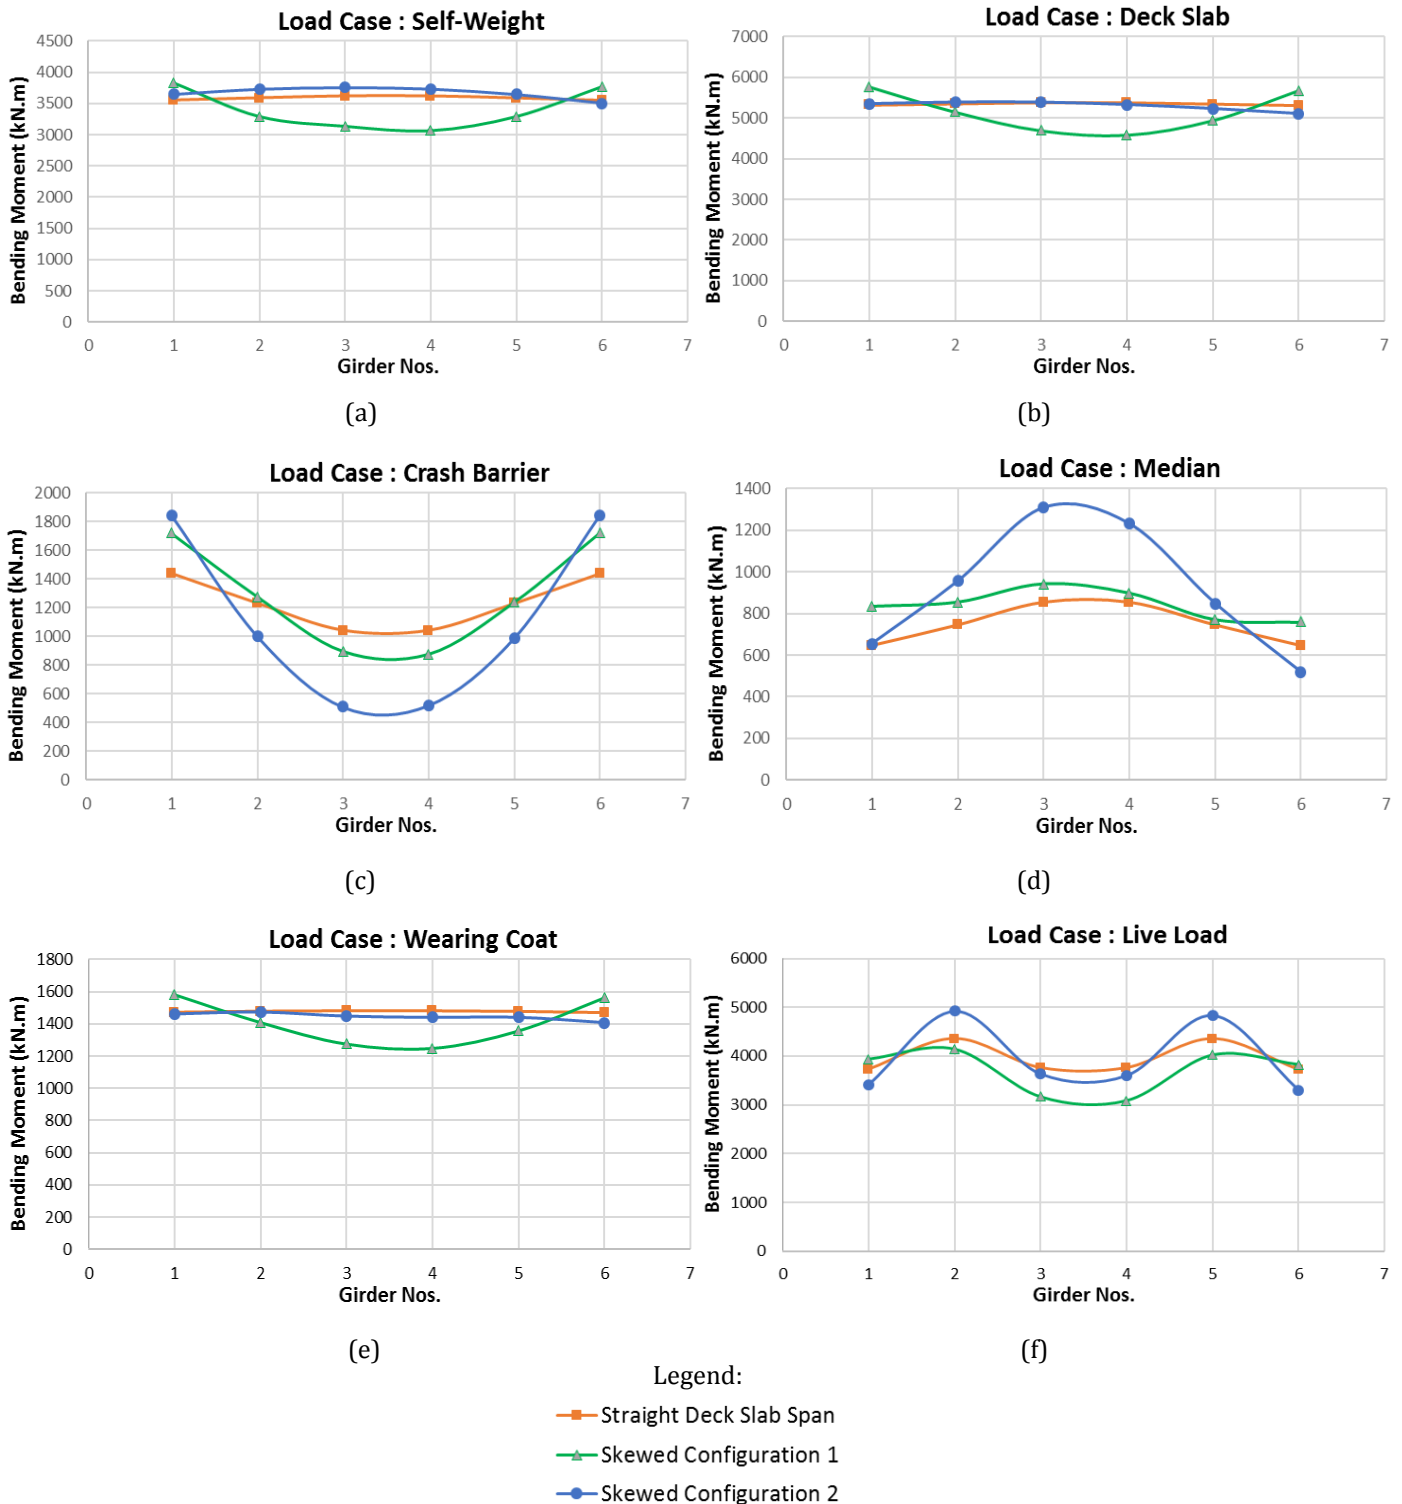 Load Case : Self-Weight
Bending Moment (kN.m)
4500
4000
3500
3000
2500
2000
1500
1000
500
0
0 1 2 3 4 5 6 7
Girder Nos.
(a)
Load Case : Deck Slab
Bending Moment (kN.m)
7000
6000
5000
4000
3000
2000
1000
0
0 1 2 3 4 5 6 7
Girder Nos.
(b)
Load Case : Crash Barrier
Bending Moment (kN.m)
2000
1800
1600
1400
1200
1000
800
600
400
200
0
0 1 2 3 4 5 6 7
Girder Nos.
(c)
Load Case : Median
Bending Moment (kN.m)
1400
1200
1000
800
600
400
200
0
0 1 2 3 4 5 6 7
Girder Nos.
(d)
Load Case : Wearing Coat
Bending Moment (kN.m)
1800
1600
1400
1200
1000
800
600
400
200
0
0 1 2 3 4 5 6 7
Girder Nos.
(e)
Load Case : Live Load
Bending Moment (kN.m)
6000
5000
4000
3000
2000
1000
0
0 1 2 3 4 5 6 7
Girder Nos.
(f)
Legend:
Straight Deck Slab Span
Skewed Configuration 1
Skewed Configuration 2